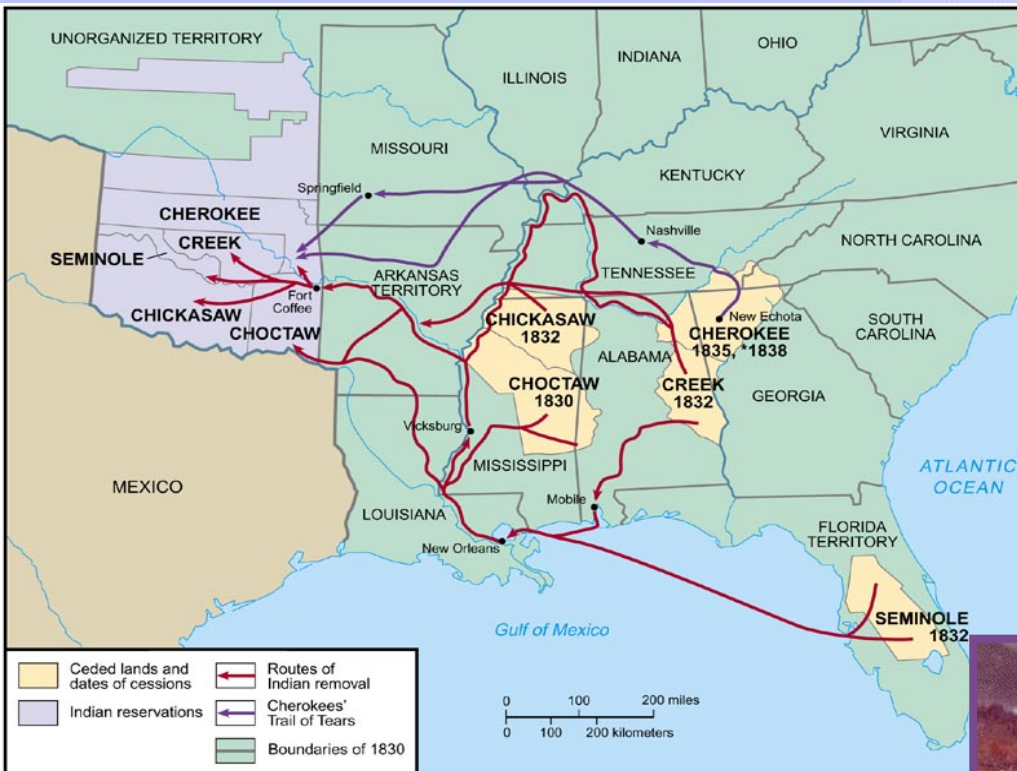 UNORGANIZED TERRITORY
ILLINOIS
INDIANA
OHIO
VIRGINIA
MISSOURI
KENTUCKY
Springfield
CHEROKEE
CREEK
SEMINOLE
Nashville
NORTH CAROLINA
TENNESSEE
ARKANSAS
TERRITORY
Fort
Coffee
CHICKASAW
CHOCTAW
CHICKASAW
1832
New Echota
CHEROKEE
1835, *1838
SOUTH
CAROLINA
ALABAMA
CHOCTAW
1830
CREEK
1832
GEORGIA
Vicksburg
MISSISSIPPI
MEXICO
ATLANTIC
OCEAN
LOUISIANA
Mobile
New Orleans
FLORIDA
TERRITORY
SEMINOLE
1832
Gulf of Mexico
Ceded lands and
dates of cessions
Indian reservations
Routes of
Indian removal
Cherokees'
Trail of Tears
Boundaries of 1830
0 100 200 miles
0 100 200 kilometers